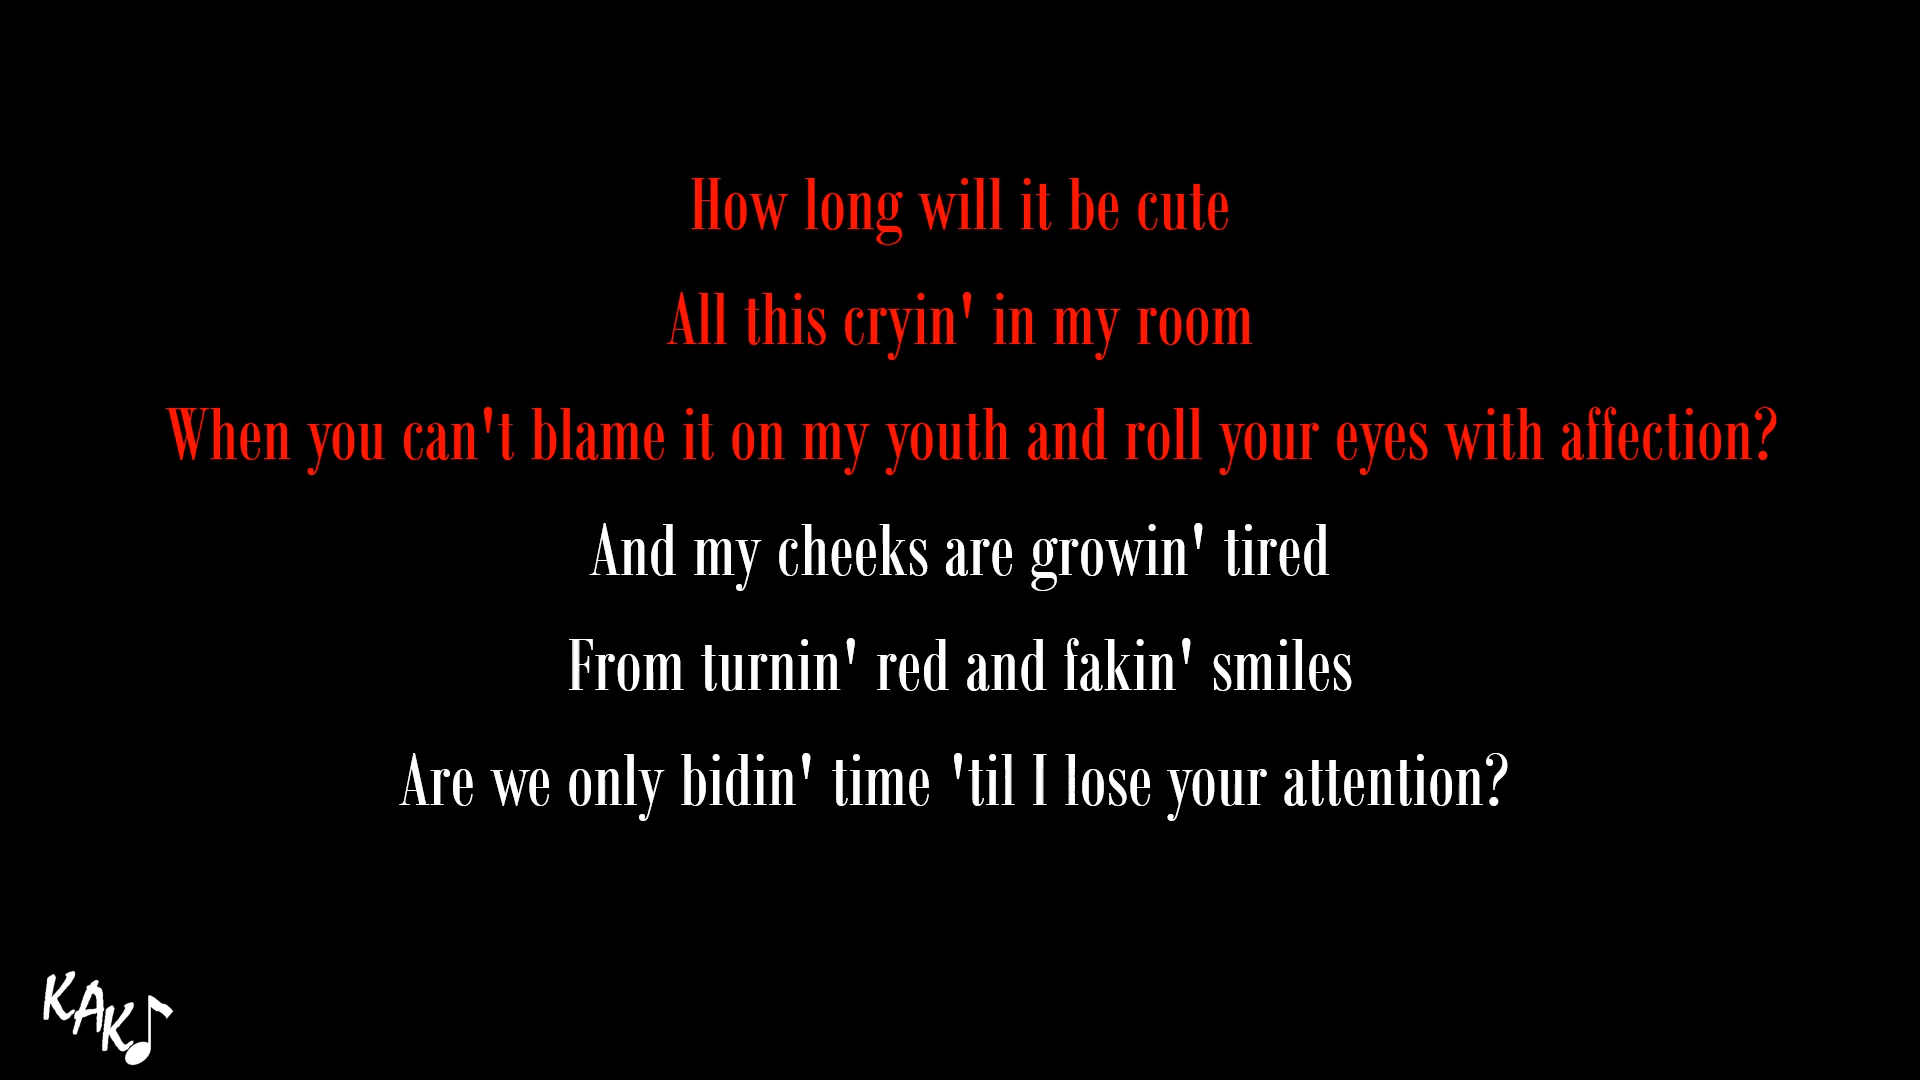 How long will it be cute
All this cryin' in my room
When you can't blame it on my youth and roll your eyes with affection?
And my cheeks are growin' tired
From turnin' red and fakin' smiles
Are we only bidin' time 'til I lose your attention?
KAK